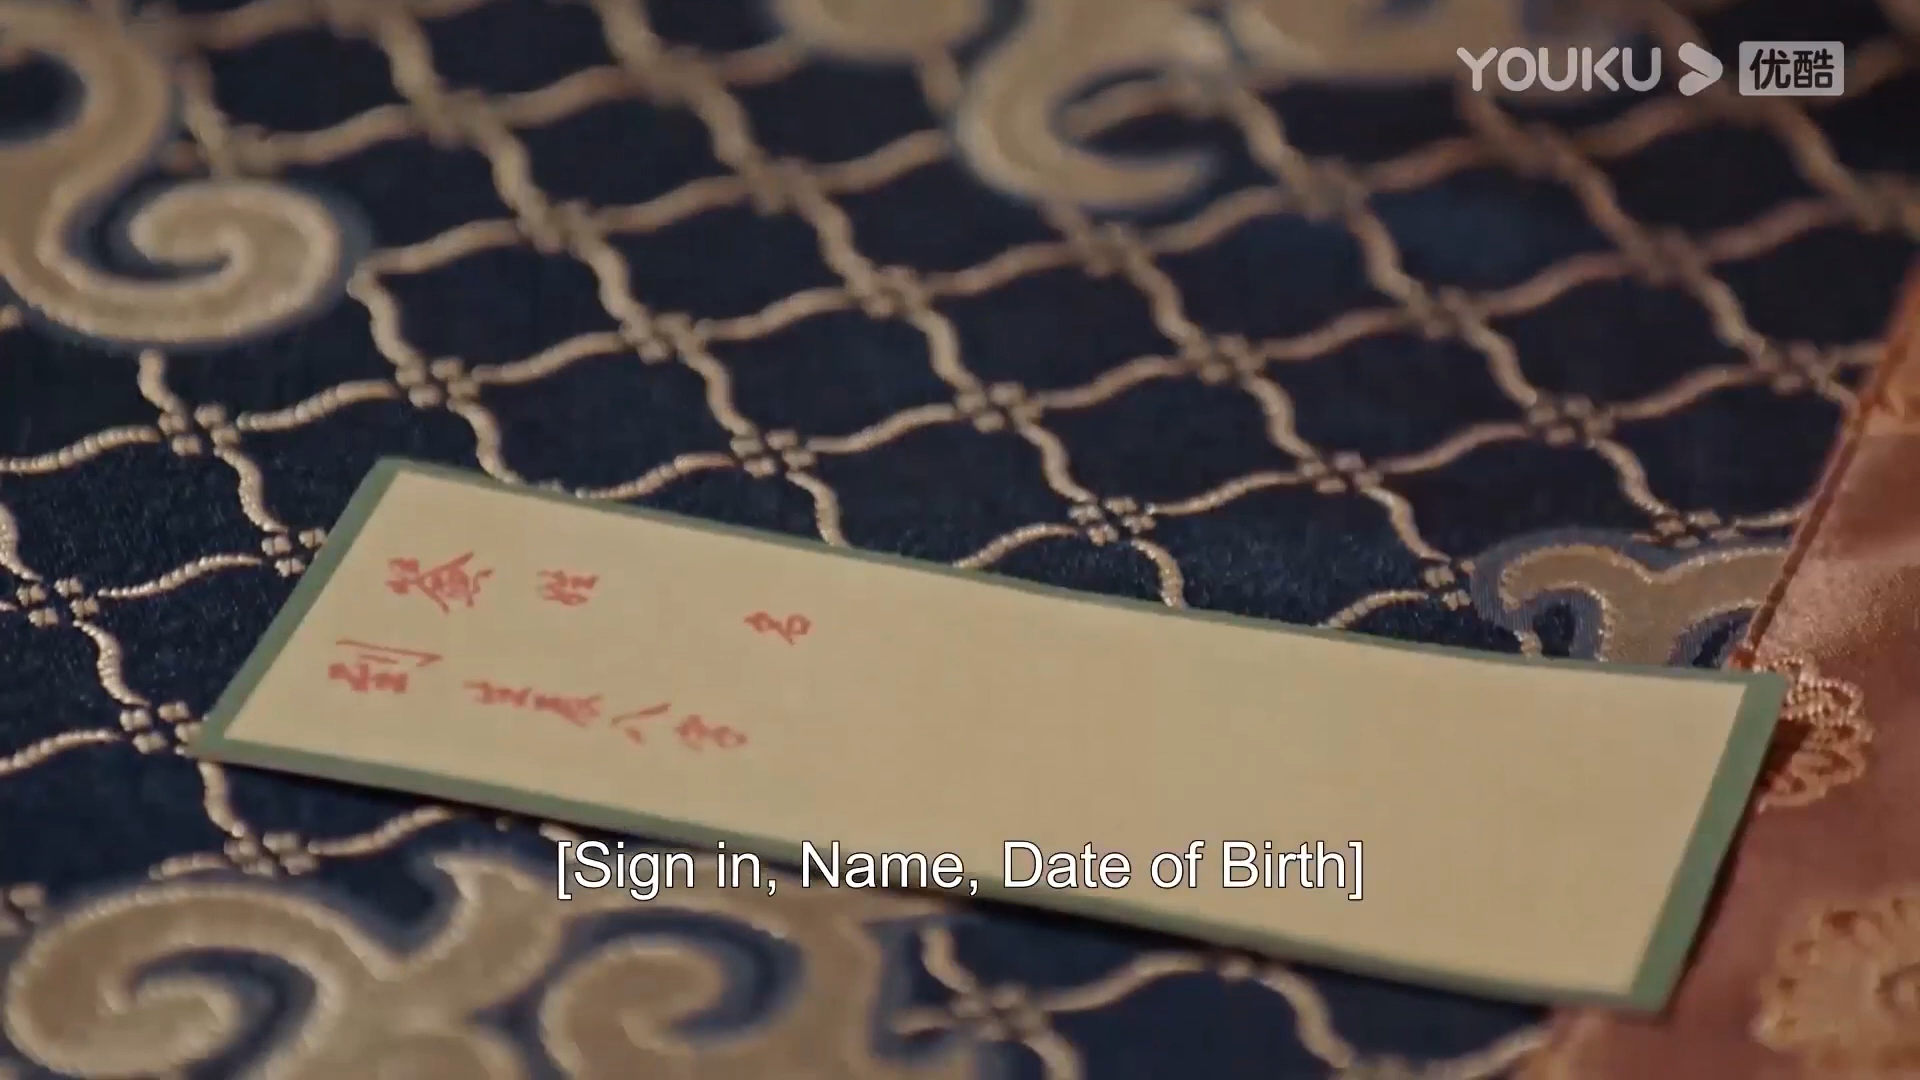 YOUKU 优酷
簽到
姓名
生辰八字
[Sign in, Name, Date of Birth]